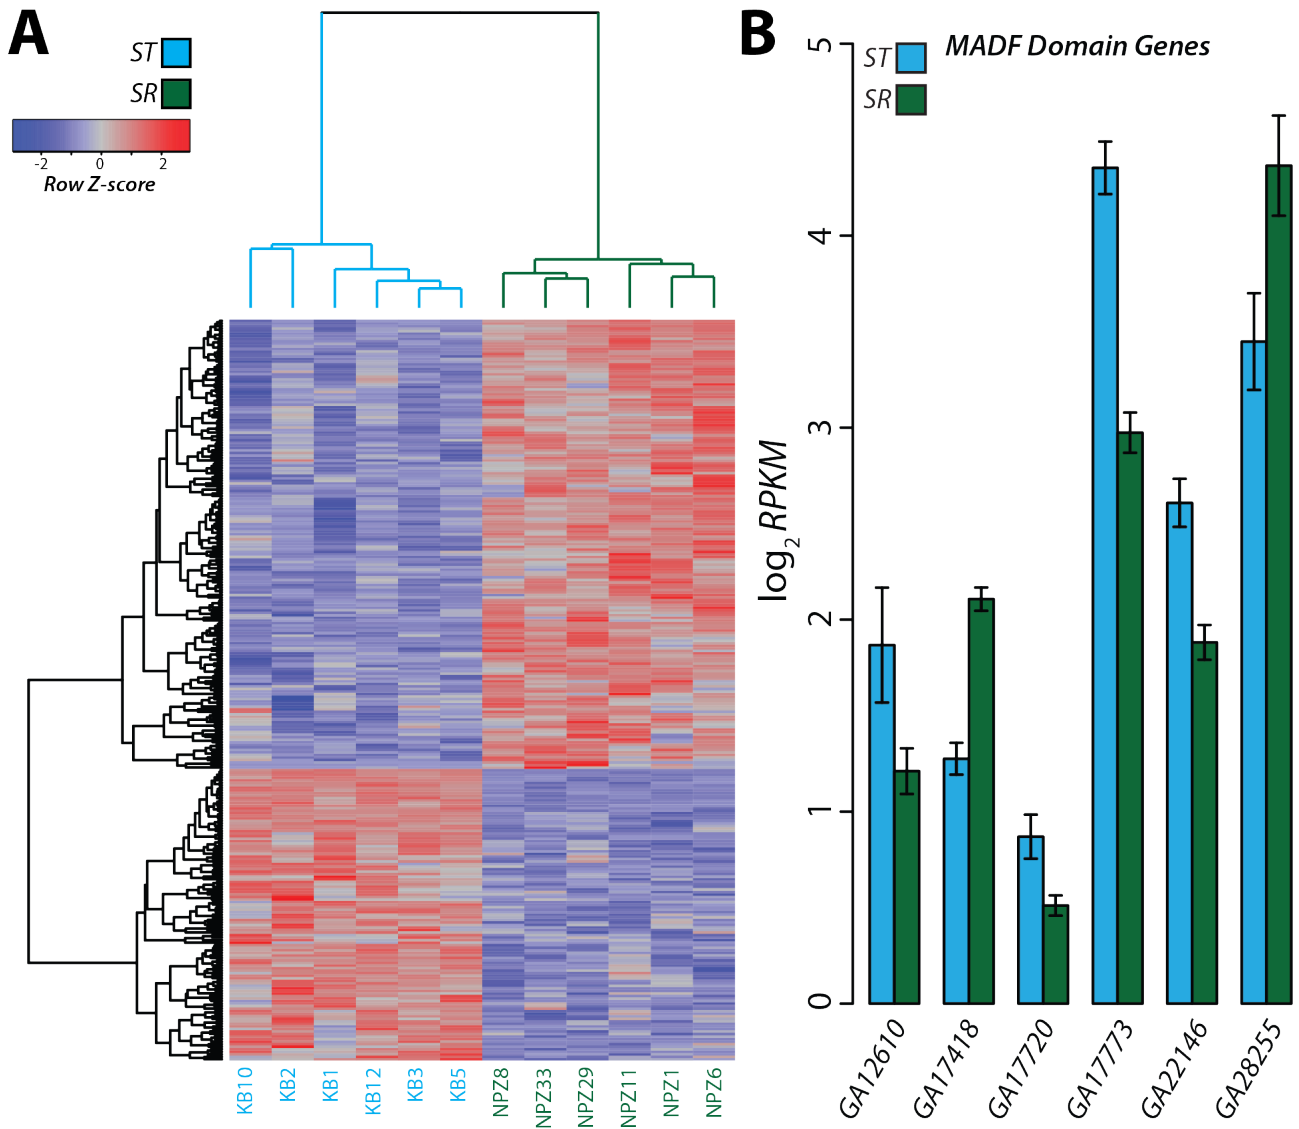 A
ST
SR
-2 0 2
Row Z-score
KB10 KB2 KB1 KB12 KB3 KB5 NPZ8 NPZ33 NPZ29 NPZ11 NPZ1 NPZ6
B
MADF Domain Genes
ST
SR
5
4
3
2
1
0
log2 RPKM
GA12610 GA17418 GA17720 GA17773 GA22146 GA28255